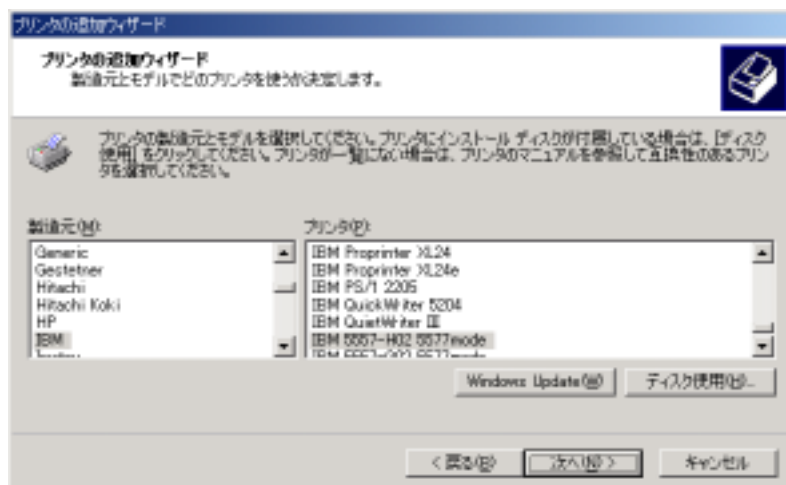 プリンタの追加ウィザード
プリンタの追加ウィザード
製造元とモデルでどのプリンタを使うか決定します。
プリンタの製造元とモデルを選択してください。プリンタにインストール ディスクが付属している場合は、[ディスク
使用] をクリックしてください。プリンタが一覧にない場合は、プリンタのマニュアルを参照して互換性のあるプリン
タを選択してください。
製造元(M):
プリンタ(P):
Generic
Gestetner
Hitachi
Hitachi Koki
HP
IBM
IBM Proprinter XL24
IBM Proprinter XL24e
IBM PS/1 2205
IBM QuickWriter 5204
IBM QuietWriter III
IBM 5557-H02 5577mode
Windows Update(W)
ディスク使用(H)...
< 戻る(B)
次へ(N) >
キャンセル